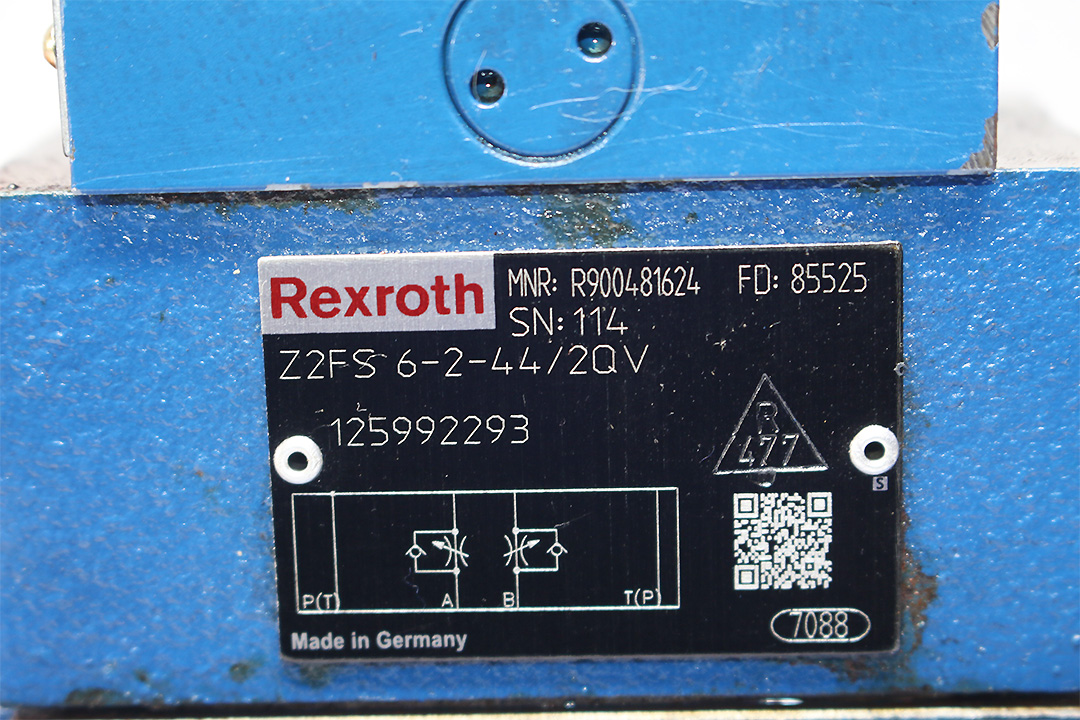 Rexroth
MNR: R900481624 FD: 85525
SN: 114
Z2FS 6-2-44/2QV
125992293
R
477
S
P(T) A B T(P)
7088
Made in Germany